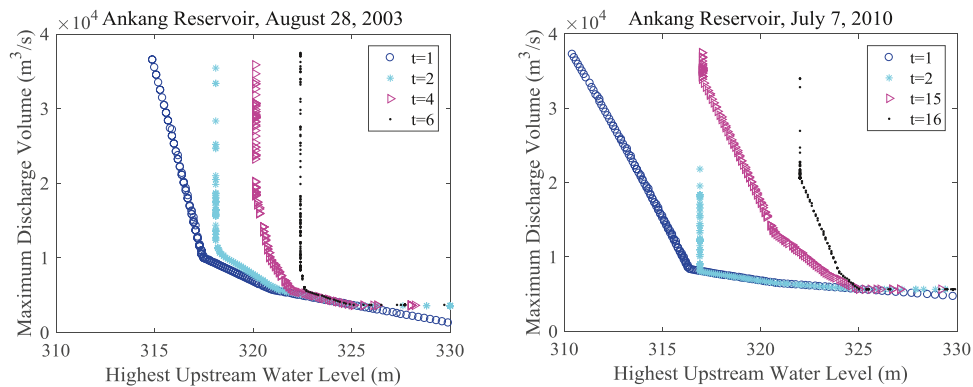 Ankang Reservoir, August 28, 2003
×10⁴
Maximum Discharge Volume (m³/s)
5
4
3
2
1
0
310
315
320
325
330
Highest Upstream Water Level (m)
t=1
t=2
t=4
t=6
Ankang Reservoir, July 7, 2010
×10⁴
Maximum Discharge Volume (m³/s)
5
4
3
2
1
0
310
315
320
325
330
Highest Upstream Water Level (m)
t=1
t=2
t=15
t=16